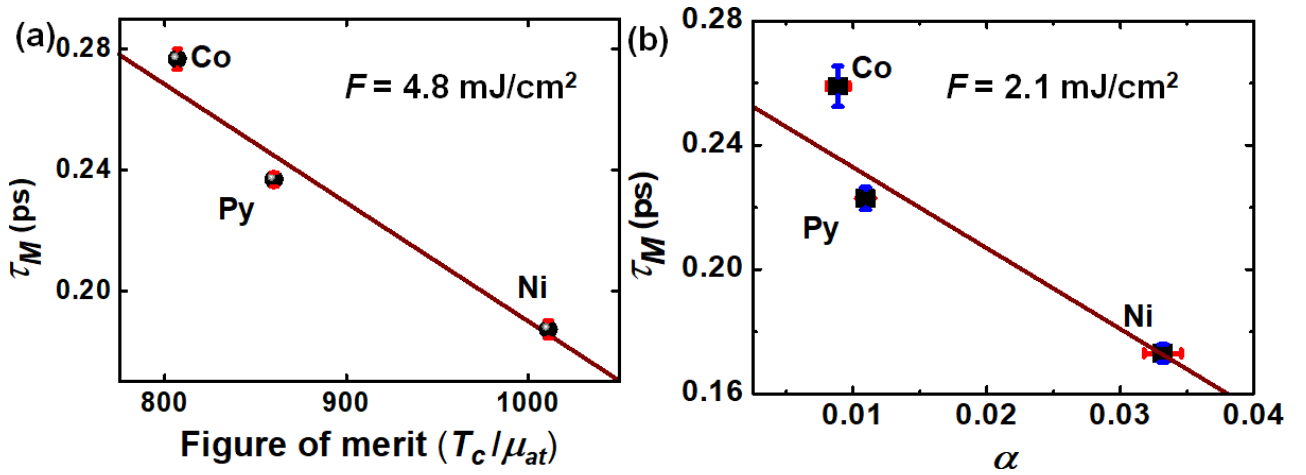 (a)
0.28
0.24
0.20
τM (ps)
Co
Py
Ni
F = 4.8 mJ/cm²
800
900
1000
Figure of merit (Tc/μat)
(b)
0.28
0.24
0.20
0.16
τM (ps)
Co
Py
Ni
F = 2.1 mJ/cm²
0.01
0.02
0.03
0.04
α